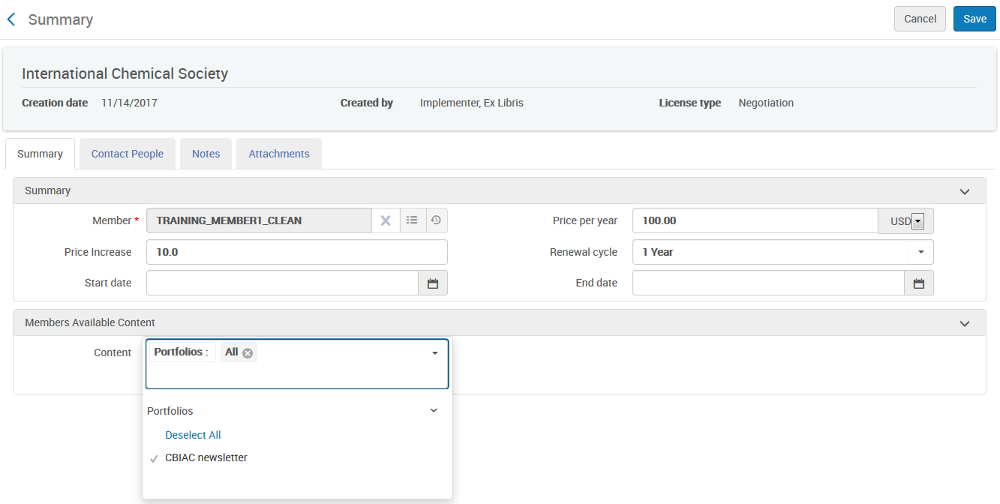 Summary
Cancel
Save
International Chemical Society
Creation date 11/14/2017 Created by Implementer, Ex Libris License type Negotiation
Summary Contact People Notes Attachments
Summary
Member * TRAINING_MEMBER1_CLEAN Price per year 100.00 USD
Price Increase 10.0 Renewal cycle 1 Year
Start date End date
Members Available Content
Content Portfolios : All
Portfolios
Deselect All
CBIAC newsletter